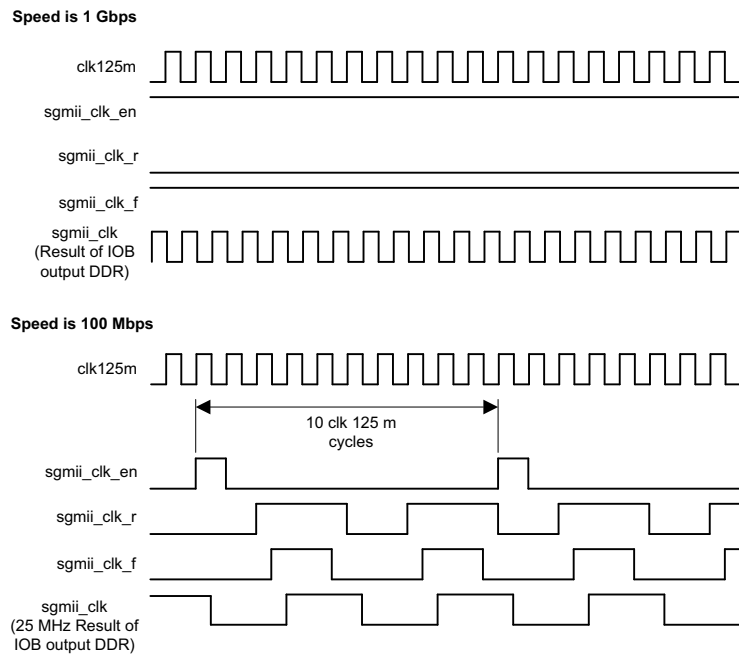 Speed is 1 Gbps
clk125m
sgmii_clk_en
sgmii_clk_r
sgmii_clk_f
sgmii_clk
(Result of IOB
output DDR)
Speed is 100 Mbps
clk125m
10 clk 125 m
cycles
sgmii_clk_en
sgmii_clk_r
sgmii_clk_f
sgmii_clk
(25 MHz Result of
IOB output DDR)